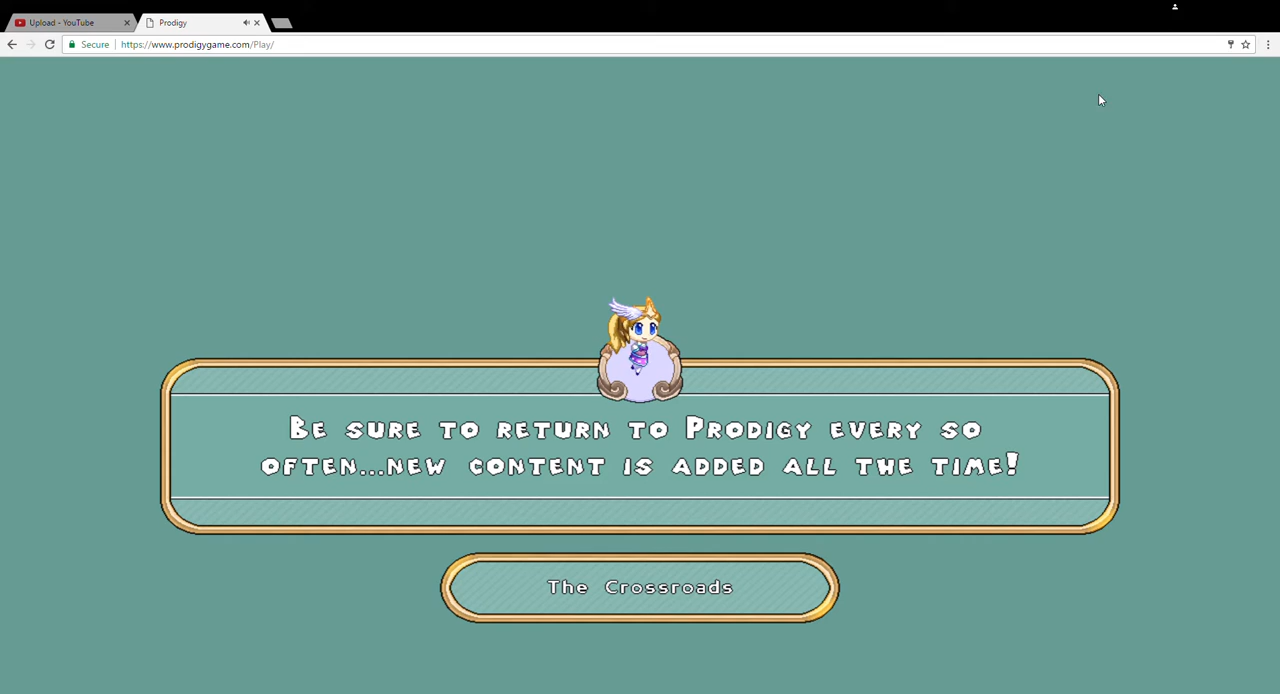 Upload - YouTube
Prodigy
Secure
https://www.prodigygame.com/Play/
Be sure to return to Prodigy every so
often...new content is added all the time!
The Crossroads